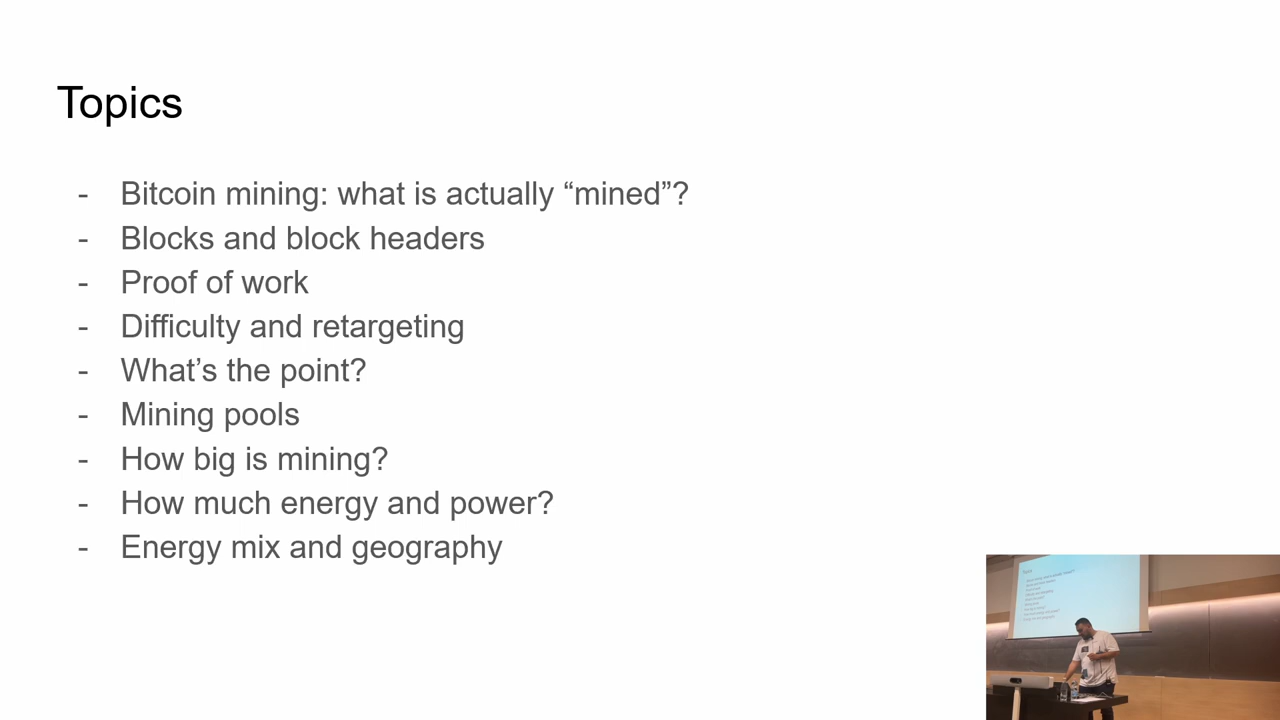 Topics
- Bitcoin mining: what is actually “mined”?
- Blocks and block headers
- Proof of work
- Difficulty and retargeting
- What’s the point?
- Mining pools
- How big is mining?
- How much energy and power?
- Energy mix and geography